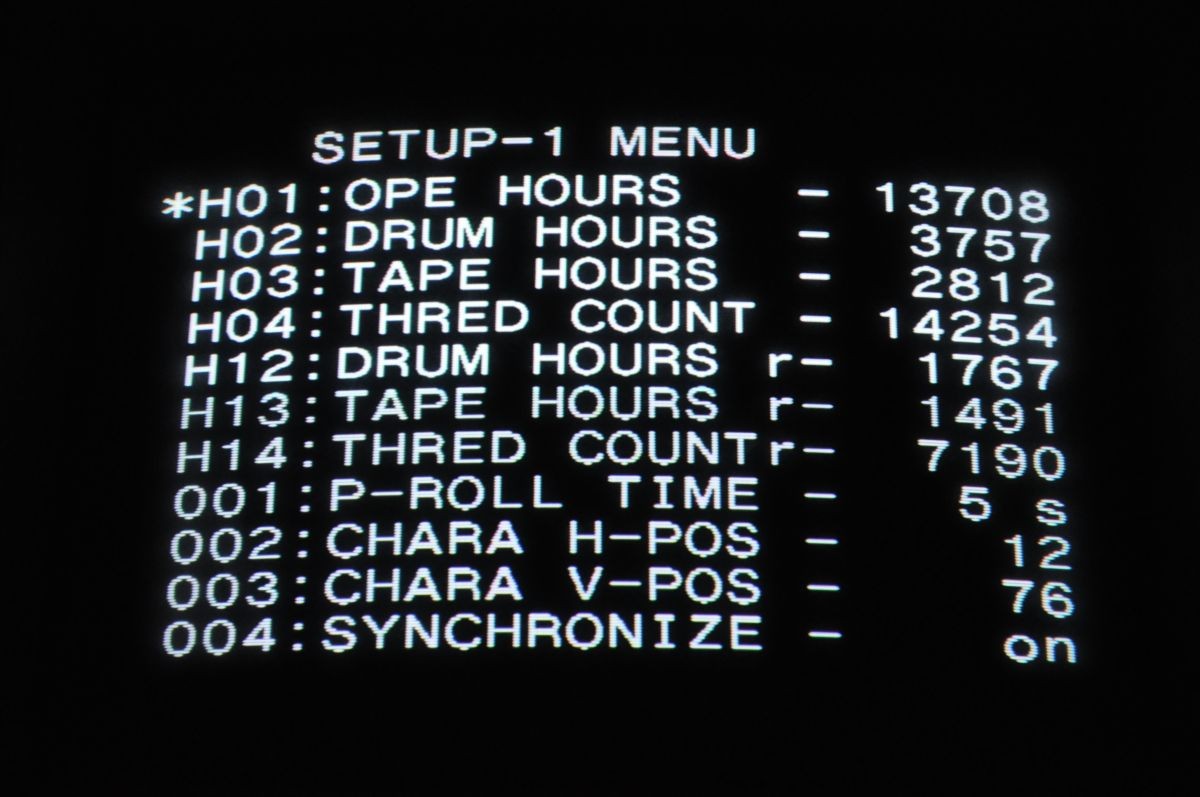 SETUP-1 MENU
*H01:OPE HOURS - 13708
H02:DRUM HOURS - 3757
H03:TAPE HOURS - 2812
H04:THRED COUNT - 14254
H12:DRUM HOURS r- 1767
H13:TAPE HOURS r- 1491
H14:THRED COUNTr- 7190
001:P-ROLL TIME - 5 s
002:CHARA H-POS - 12
003:CHARA V-POS - 76
004:SYNCHRONIZE - on